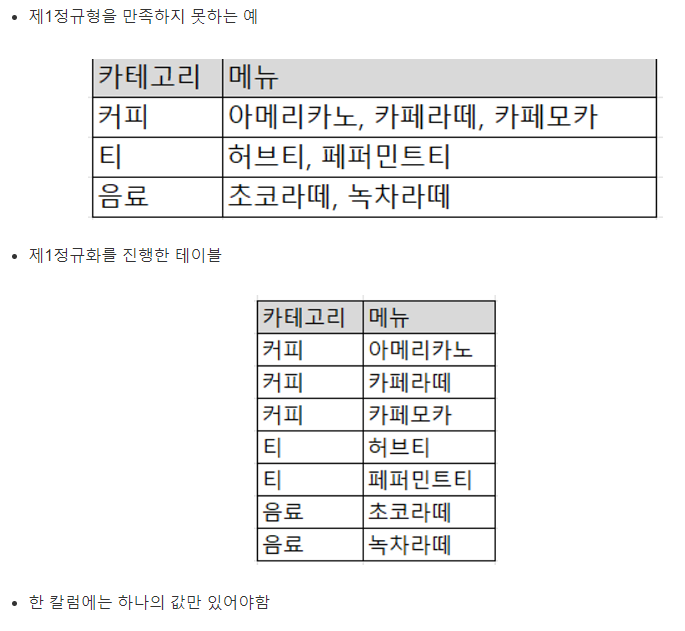 제1정규형을 만족하지 못하는 예
카테고리 메뉴
커피 아메리카노, 카페라떼, 카페모카
티 허브티, 페퍼민트티
음료 초코라떼, 녹차라떼
제1정규화를 진행한 테이블
카테고리 메뉴
커피 아메리카노
커피 카페라떼
커피 카페모카
티 허브티
티 페퍼민트티
음료 초코라떼
음료 녹차라떼
한 칼럼에는 하나의 값만 있어야함